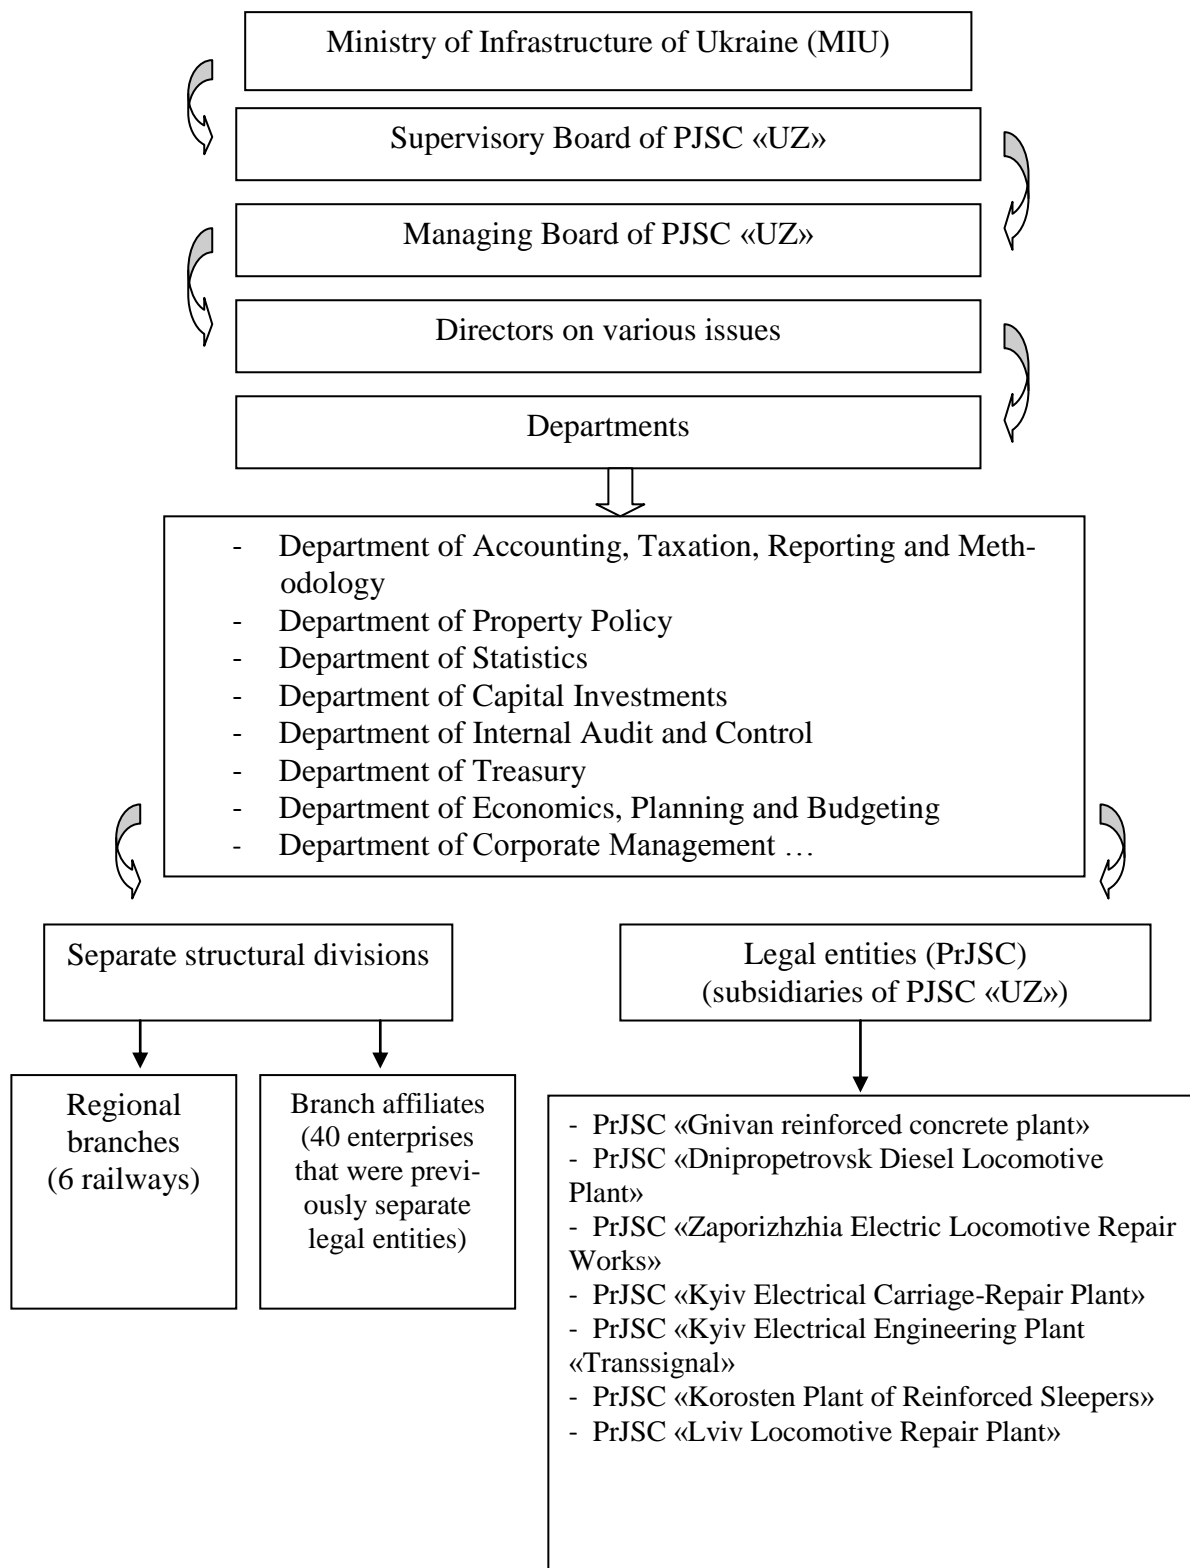 Ministry of Infrastructure of Ukraine (MIU)
Supervisory Board of PJSC «UZ»
Managing Board of PJSC «UZ»
Directors on various issues
Departments
- Department of Accounting, Taxation, Reporting and Meth-
odology
- Department of Property Policy
- Department of Statistics
- Department of Capital Investments
- Department of Internal Audit and Control
- Department of Treasury
- Department of Economics, Planning and Budgeting
- Department of Corporate Management …
Separate structural divisions
Legal entities (PrJSC)
(subsidiaries of PJSC «UZ»)
Regional
branches
(6 railways)
Branch affiliates
(40 enterprises
that were previ-
ously separate
legal entities)
- PrJSC «Gnivan reinforced concrete plant»
- PrJSC «Dnipropetrovsk Diesel Locomotive
Plant»
- PrJSC «Zaporizhzhia Electric Locomotive Repair
Works»
- PrJSC «Kyiv Electrical Carriage-Repair Plant»
- PrJSC «Kyiv Electrical Engineering Plant
«Transsignal»
- PrJSC «Korosten Plant of Reinforced Sleepers»
- PrJSC «Lviv Locomotive Repair Plant»